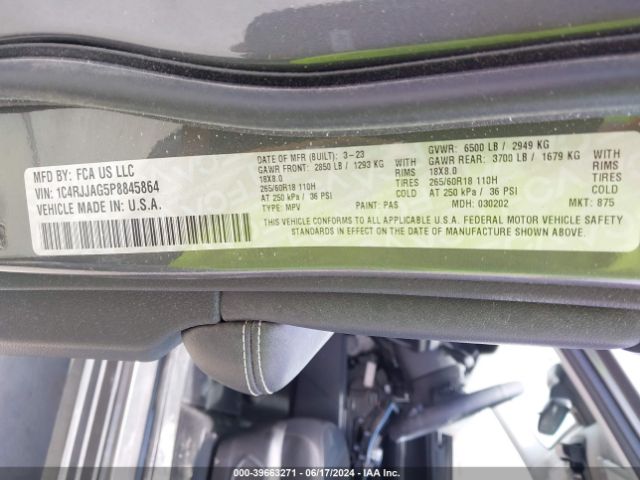 MFD BY: FCA US LLC
VIN: 1C4RJJAG5P8845864
VEHICLE MADE IN: U.S.A.
DATE OF MFR (BUILT): 3-23
GAWR FRONT: 2850 LB / 1293 KG WITH
18X8.0 RIMS
265/60R18 110H TIRES
AT 250 kPa / 36 PSI
TYPE: MPV PAINT: PAS
GVWR: 6500 LB / 2949 KG
GAWR REAR: 3700 LB / 1679 KG WITH
18X8.0 RIMS
265/60R18 110H TIRES
AT 250 kPa / 36 PSI
MDH: 030202 MKT: 875
THIS VEHICLE CONFORMS TO ALL APPLICABLE U.S.A. FEDERAL MOTOR VEHICLE SAFETY
STANDARDS IN EFFECT ON THE DATE OF MANUFACTURE SHOWN ABOVE.
VEHICLE: 0-39663271 - 06/17/2024 - IAA Inc.